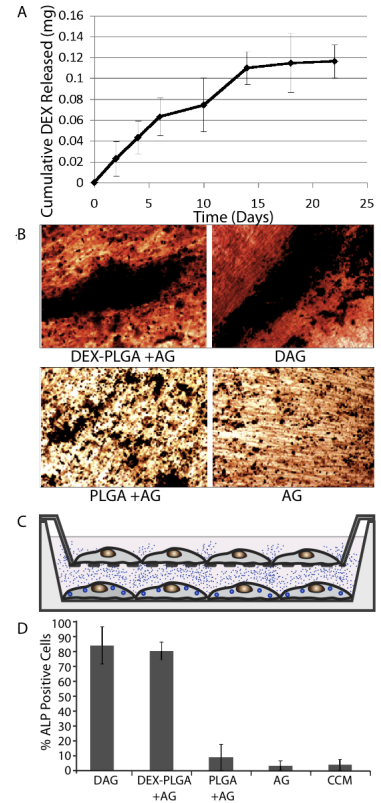 A
Cumulative DEX Released (mg)
0.16
0.14
0.12
0.1
0.08
0.06
0.04
0.02
0
0 5 10 15 20 25
Time (Days)
B
DEX-PLGA +AG
DAG
PLGA +AG
AG
C
D
% ALP Positive Cells
100
90
80
70
60
50
40
30
20
10
0
DAG DEX-PLGA +AG PLGA +AG AG CCM